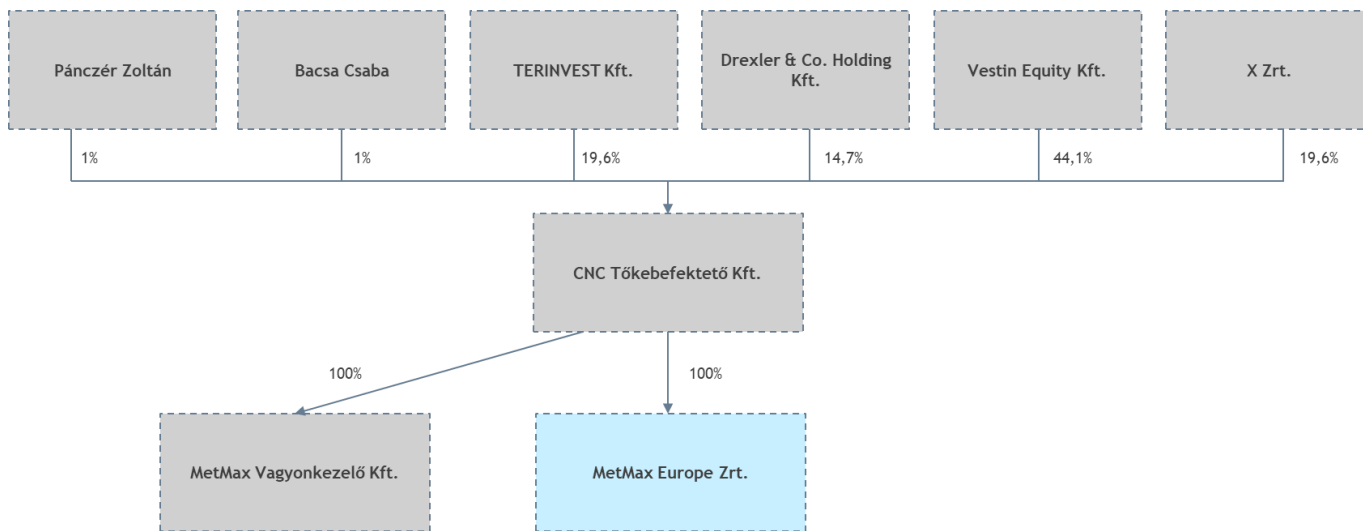 Pánczér Zoltán
Bacsa Csaba
TERINVEST Kft.
Drexler & Co. Holding
Kft.
Vestin Equity Kft.
X Zrt.
1%
1%
19,6%
14,7%
44,1%
19,6%
CNC Tőkebefektető Kft.
100%
100%
MetMax Vagyonkezelő Kft.
MetMax Europe Zrt.